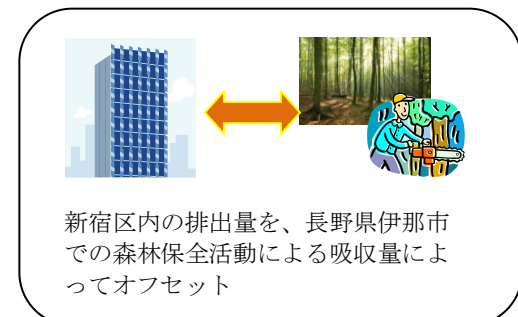 新宿区内の排出量を、長野県伊那市
での森林保全活動による吸収量によ
ってオフセット